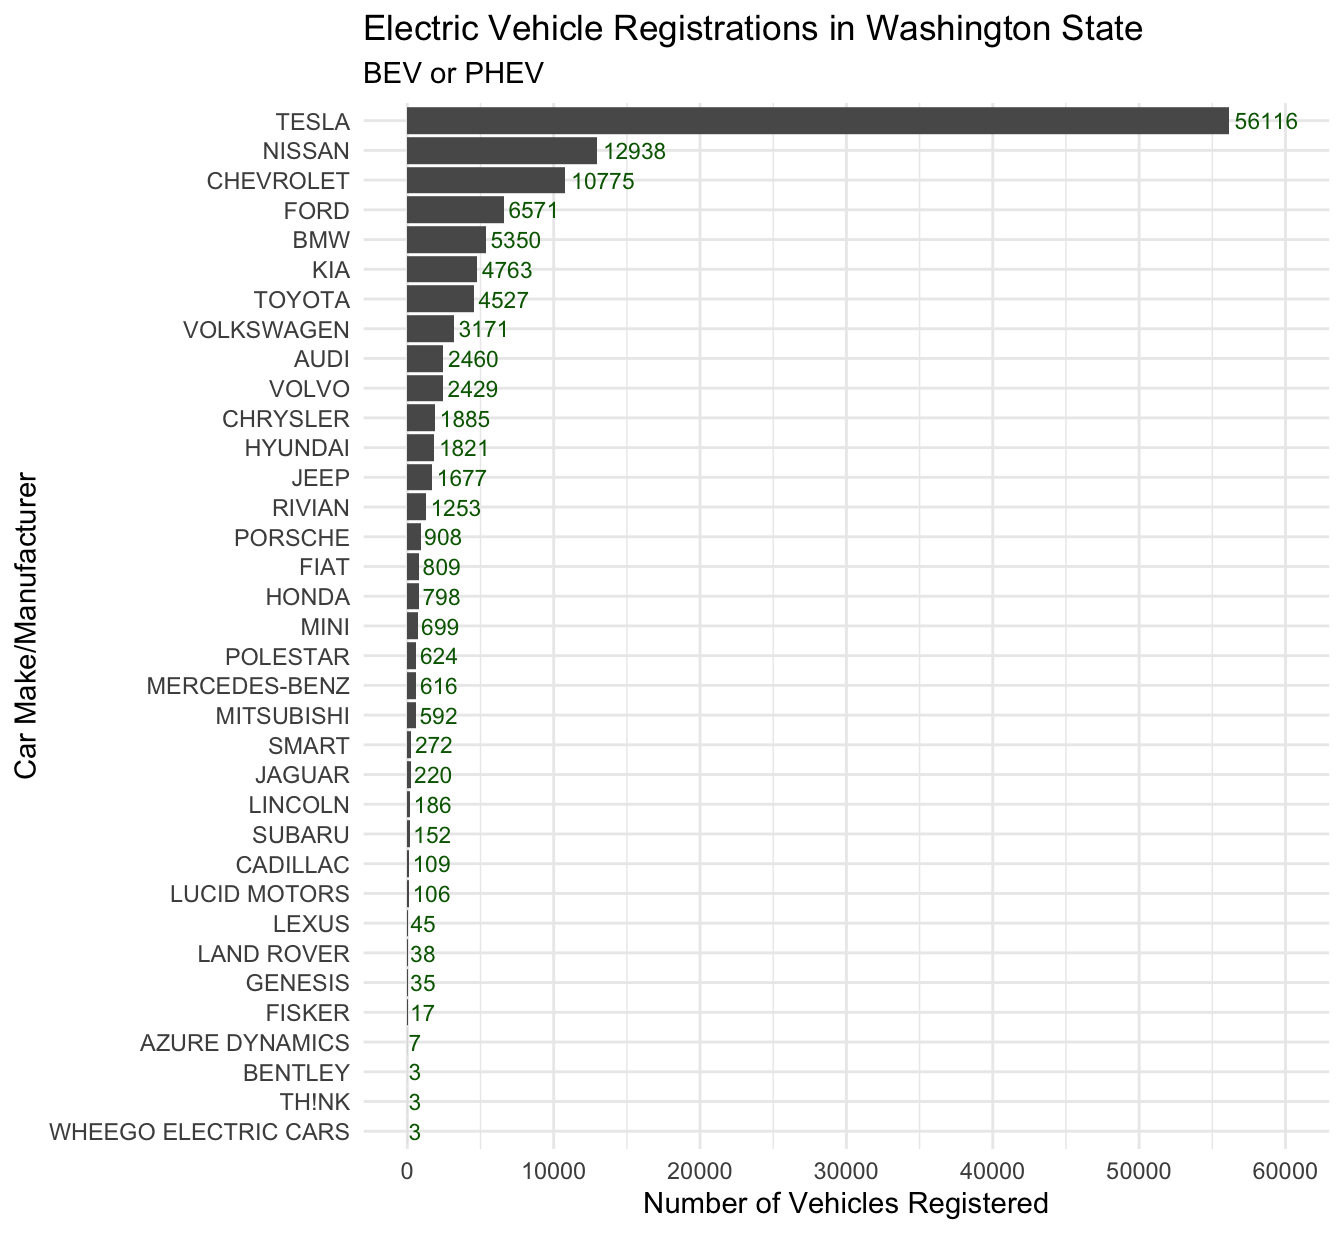 Electric Vehicle Registrations in Washington State
BEV or PHEV
Car Make/Manufacturer
TESLA 56116
NISSAN 12938
CHEVROLET 10775
FORD 6571
BMW 5350
KIA 4763
TOYOTA 4527
VOLKSWAGEN 3171
AUDI 2460
VOLVO 2429
CHRYSLER 1885
HYUNDAI 1821
JEEP 1677
RIVIAN 1253
PORSCHE 908
FIAT 809
HONDA 798
MINI 699
POLESTAR 624
MERCEDES-BENZ 616
MITSUBISHI 592
SMART 272
JAGUAR 220
LINCOLN 186
SUBARU 152
CADILLAC 109
LUCID MOTORS 106
LEXUS 45
LAND ROVER 38
GENESIS 35
FISKER 17
AZURE DYNAMICS 7
BENTLEY 3
TH!NK 3
WHEEGO ELECTRIC CARS 3
0 10000 20000 30000 40000 50000 60000
Number of Vehicles Registered